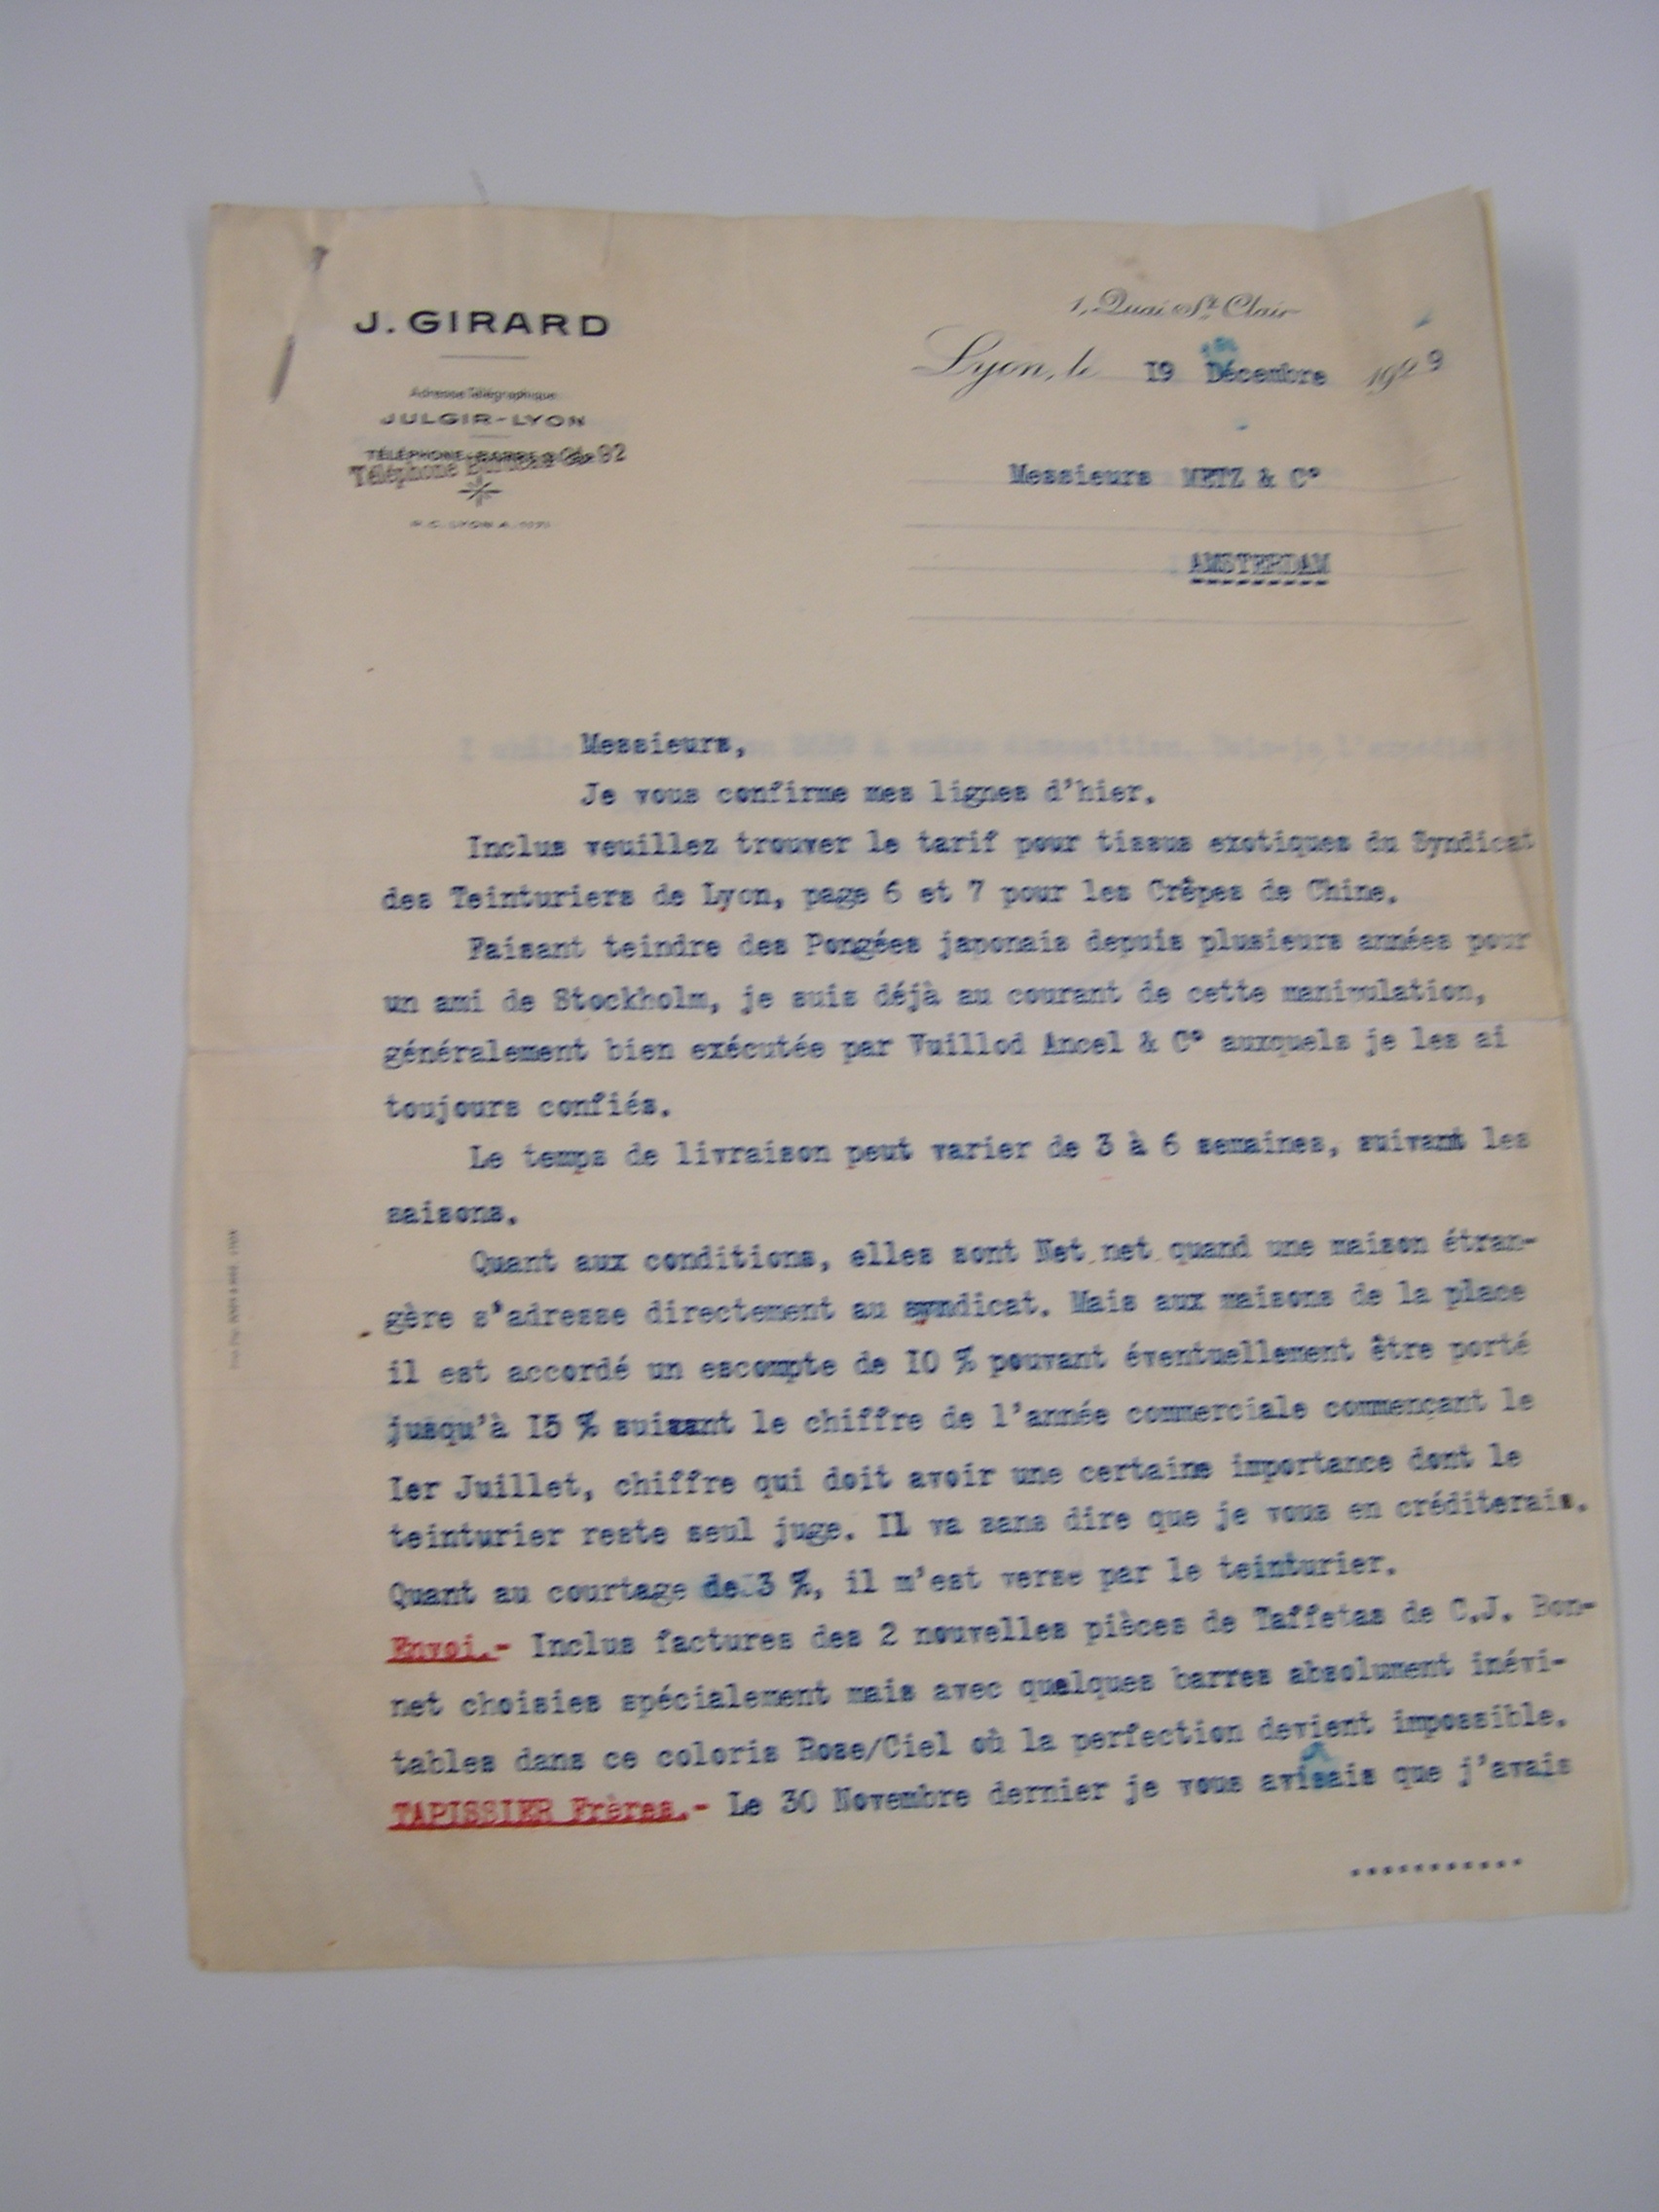 J. GIRARD
Adresse Télégraphique
JULGIR-LYON
TÉLÉPHONE
Téléphone Burdeau 92
R.C. LYON A.
1, Quai St Clair
Lyon, le 19 Décembre 1929
Messieurs METZ & C°
AMSTERDAM
Messieurs,
Je vous confirme mes lignes d'hier.
Inclus veuillez trouver le tarif pour tissus exotiques du Syndicat
des Teinturiers de Lyon, page 6 et 7 pour les Crêpes de Chine.
Faisant teindre des Pongées japonais depuis plusieurs années pour
un ami de Stockholm, je suis déjà au courant de cette manipulation,
généralement bien exécutée par Vuillod Ancel & C° auxquels je les ai
toujours confiés.
Le temps de livraison peut varier de 3 à 6 semaines, suivant les
saisons.
Quant aux conditions, elles sont Net net quand une maison étran-
gère s'adresse directement au syndicat. Mais aux maisons de la place
il est accordé un escompte de IO % pouvant éventuellement être porté
jusqu'à I5 % suivant le chiffre de l'année commerciale commençant le
Ier Juillet, chiffre qui doit avoir une certaine importance dont le
teinturier reste seul juge. Il va sans dire que je vous en créditerais.
Quant au courtage de 3 %, il m'est verse par le teinturier.
Envoi.- Inclus factures des 2 nouvelles pièces de Taffetas de C.J. Bon-
net choisies spécialement mais avec quelques barres absolument inévi-
tables dans ce coloris Rose/Ciel où la perfection devient impossible.
TAPISSIER Frères.- Le 30 Novembre dernier je vous avisais que j'avais
...........